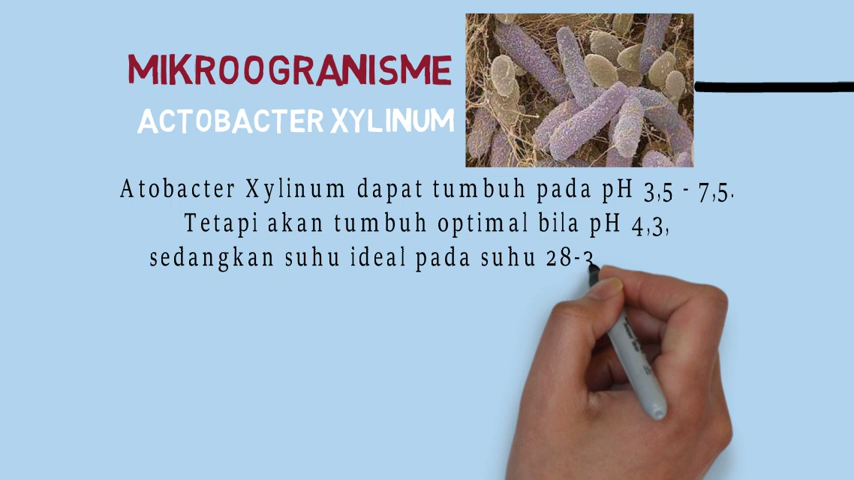 MIKROOGRANISME
ACTOBACTER XYLINUM
Atobacter Xylinum dapat tumbuh pada pH 3,5 - 7,5.
Tetapi akan tumbuh optimal bila pH 4,3,
sedangkan suhu ideal pada suhu 28-3